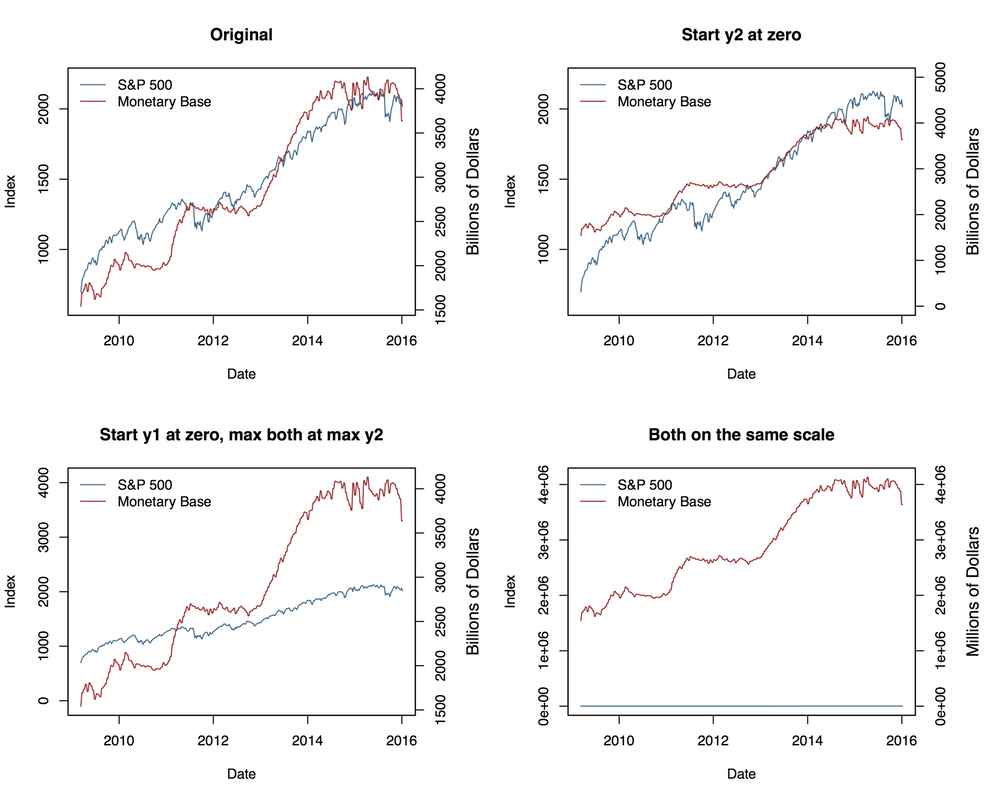 Original
S&P 500
Monetary Base
Index
1000
1500
2000
Billions of Dollars
1500
2000
2500
3000
3500
4000
2010
2012
2014
2016
Date
Start y2 at zero
S&P 500
Monetary Base
Index
1000
1500
2000
Billions of Dollars
0
1000
2000
3000
4000
5000
2010
2012
2014
2016
Date
Start y1 at zero, max both at max y2
S&P 500
Monetary Base
Index
0
1000
2000
3000
4000
Billions of Dollars
1500
2000
2500
3000
3500
4000
2010
2012
2014
2016
Date
Both on the same scale
S&P 500
Monetary Base
Index
0e+00
1e+06
2e+06
3e+06
4e+06
Millions of Dollars
0e+00
1e+06
2e+06
3e+06
4e+06
2010
2012
2014
2016
Date